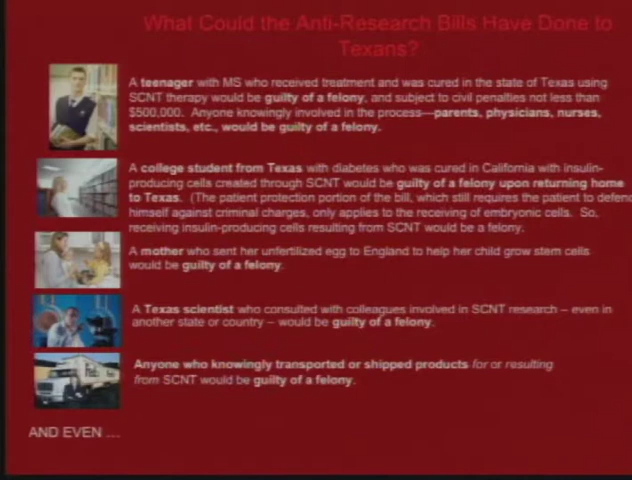 What Could the Anti-Research Bills Have Done to
Texans?
A teenager with MS who received treatment and was cured in the state of Texas using
SCNT therapy would be guilty of a felony, and subject to civil penalties not less than
$500,000. Anyone knowingly involved in the process—parents, physicians, nurses,
scientists, etc., would be guilty of a felony.
A college student from Texas with diabetes who was cured in California with insulin-
producing cells created through SCNT would be guilty of a felony upon returning home
to Texas. (The patient protection portion of the bill, which still requires the patient to defend
himself against criminal charges, only applies to the receiving of embryonic cells. So,
receiving insulin-producing cells resulting from SCNT would be a felony.
A mother who sent her unfertilized egg to England to help her child grow stem cells
would be guilty of a felony.
A Texas scientist who consulted with colleagues involved in SCNT research – even in
another state or country – would be guilty of a felony.
Anyone who knowingly transported or shipped products for or resulting
from SCNT would be guilty of a felony.
AND EVEN ...